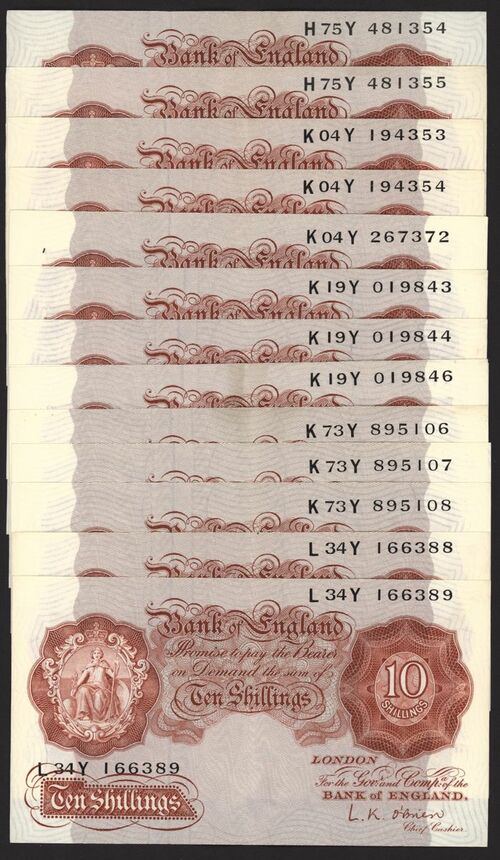 H75Y 481354
Bank of England
H75Y 481355
Bank of England
K04Y 194353
Bank of England
K04Y 194354
Bank of England
K04Y 267372
Bank of England
K19Y 019843
Bank of England
K19Y 019844
Bank of England
K19Y 019846
Bank of England
K73Y 895106
Bank of England
K73Y 895107
Bank of England
K73Y 895108
Bank of England
L34Y 166388
Bank of England
L34Y 166389
Bank of England
Promise to pay the Bearer
on Demand the sum of
Ten Shillings
10
SHILLINGS
L34Y 166389
Ten Shillings
LONDON
For the Govr. and Compa. of the
BANK OF ENGLAND.
L.K. O'Brien
Chief Cashier.